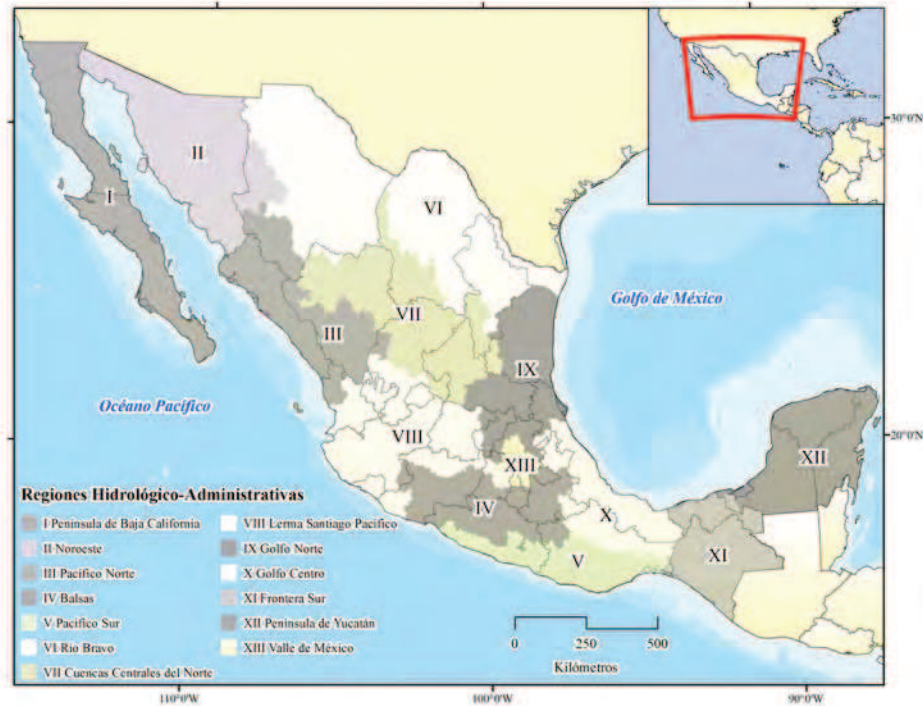 30°0'N
II
I
VI
Golfo de México
VII
III
IX
Océano Pacífico
20°0'N
VIII
XII
XIII
Regiones Hidrológico-Administrativas
IV
X
I Península de Baja California
VIII Lerma Santiago Pacífico
II Noroeste
IX Golfo Norte
XI
V
III Pacífico Norte
X Golfo Centro
IV Balsas
XI Frontera Sur
V Pacífico Sur
XII Península de Yucatán
VI Río Bravo
XIII Valle de México
VII Cuencas Centrales del Norte
0 250 500
Kilómetros
110°0'W 100°0'W 90°0'W